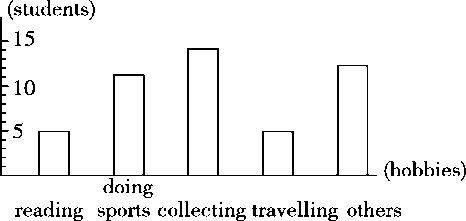 (students)
15
10
5
(hobbies)
doing
reading sports collecting travelling others